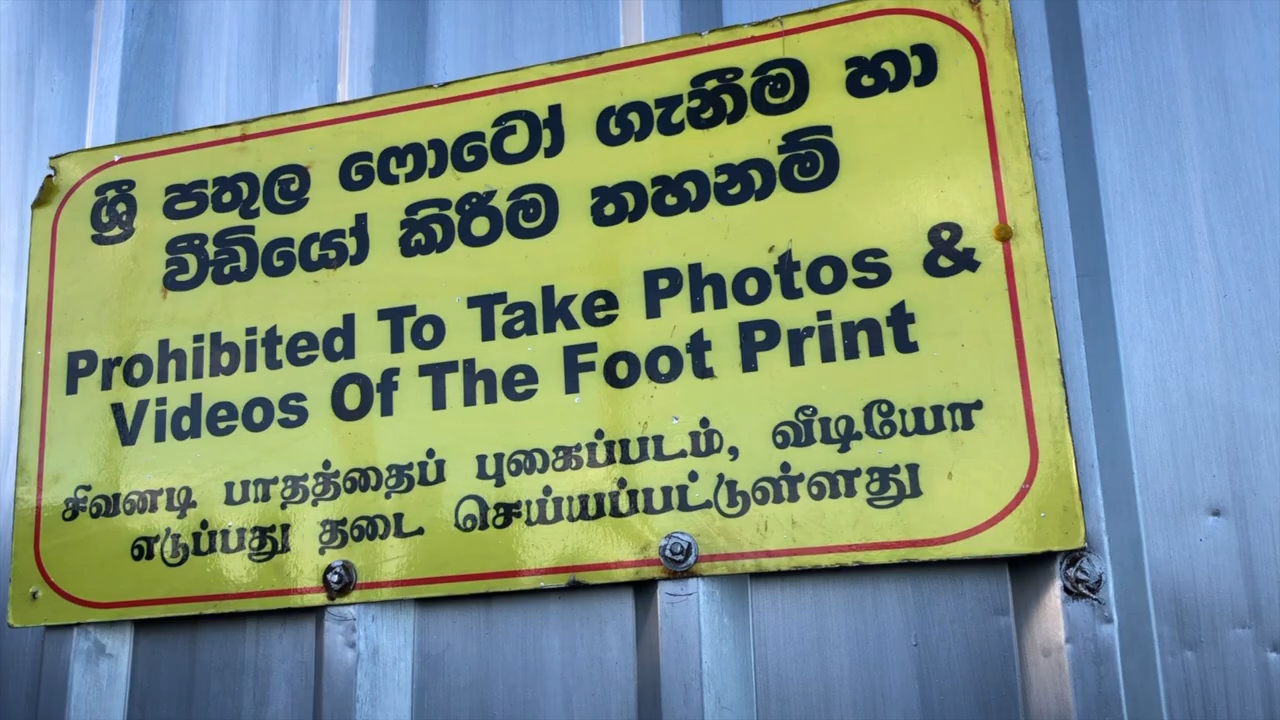 ශ්‍රී පතුල ෆොටෝ ගැනීම හා
වීඩියෝ කිරීම තහනම්
Prohibited To Take Photos &
Videos Of The Foot Print
சிவனடி பாதத்தைப் புகைப்படம், வீடியோ
எடுப்பது தடை செய்யப்பட்டுள்ளது